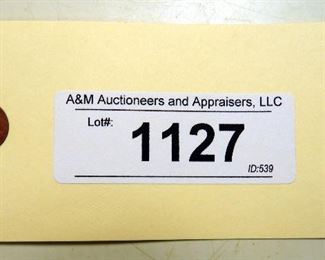 A&M Auctioneers and Appraisers, LLC
Lot#:
1127
ID:539